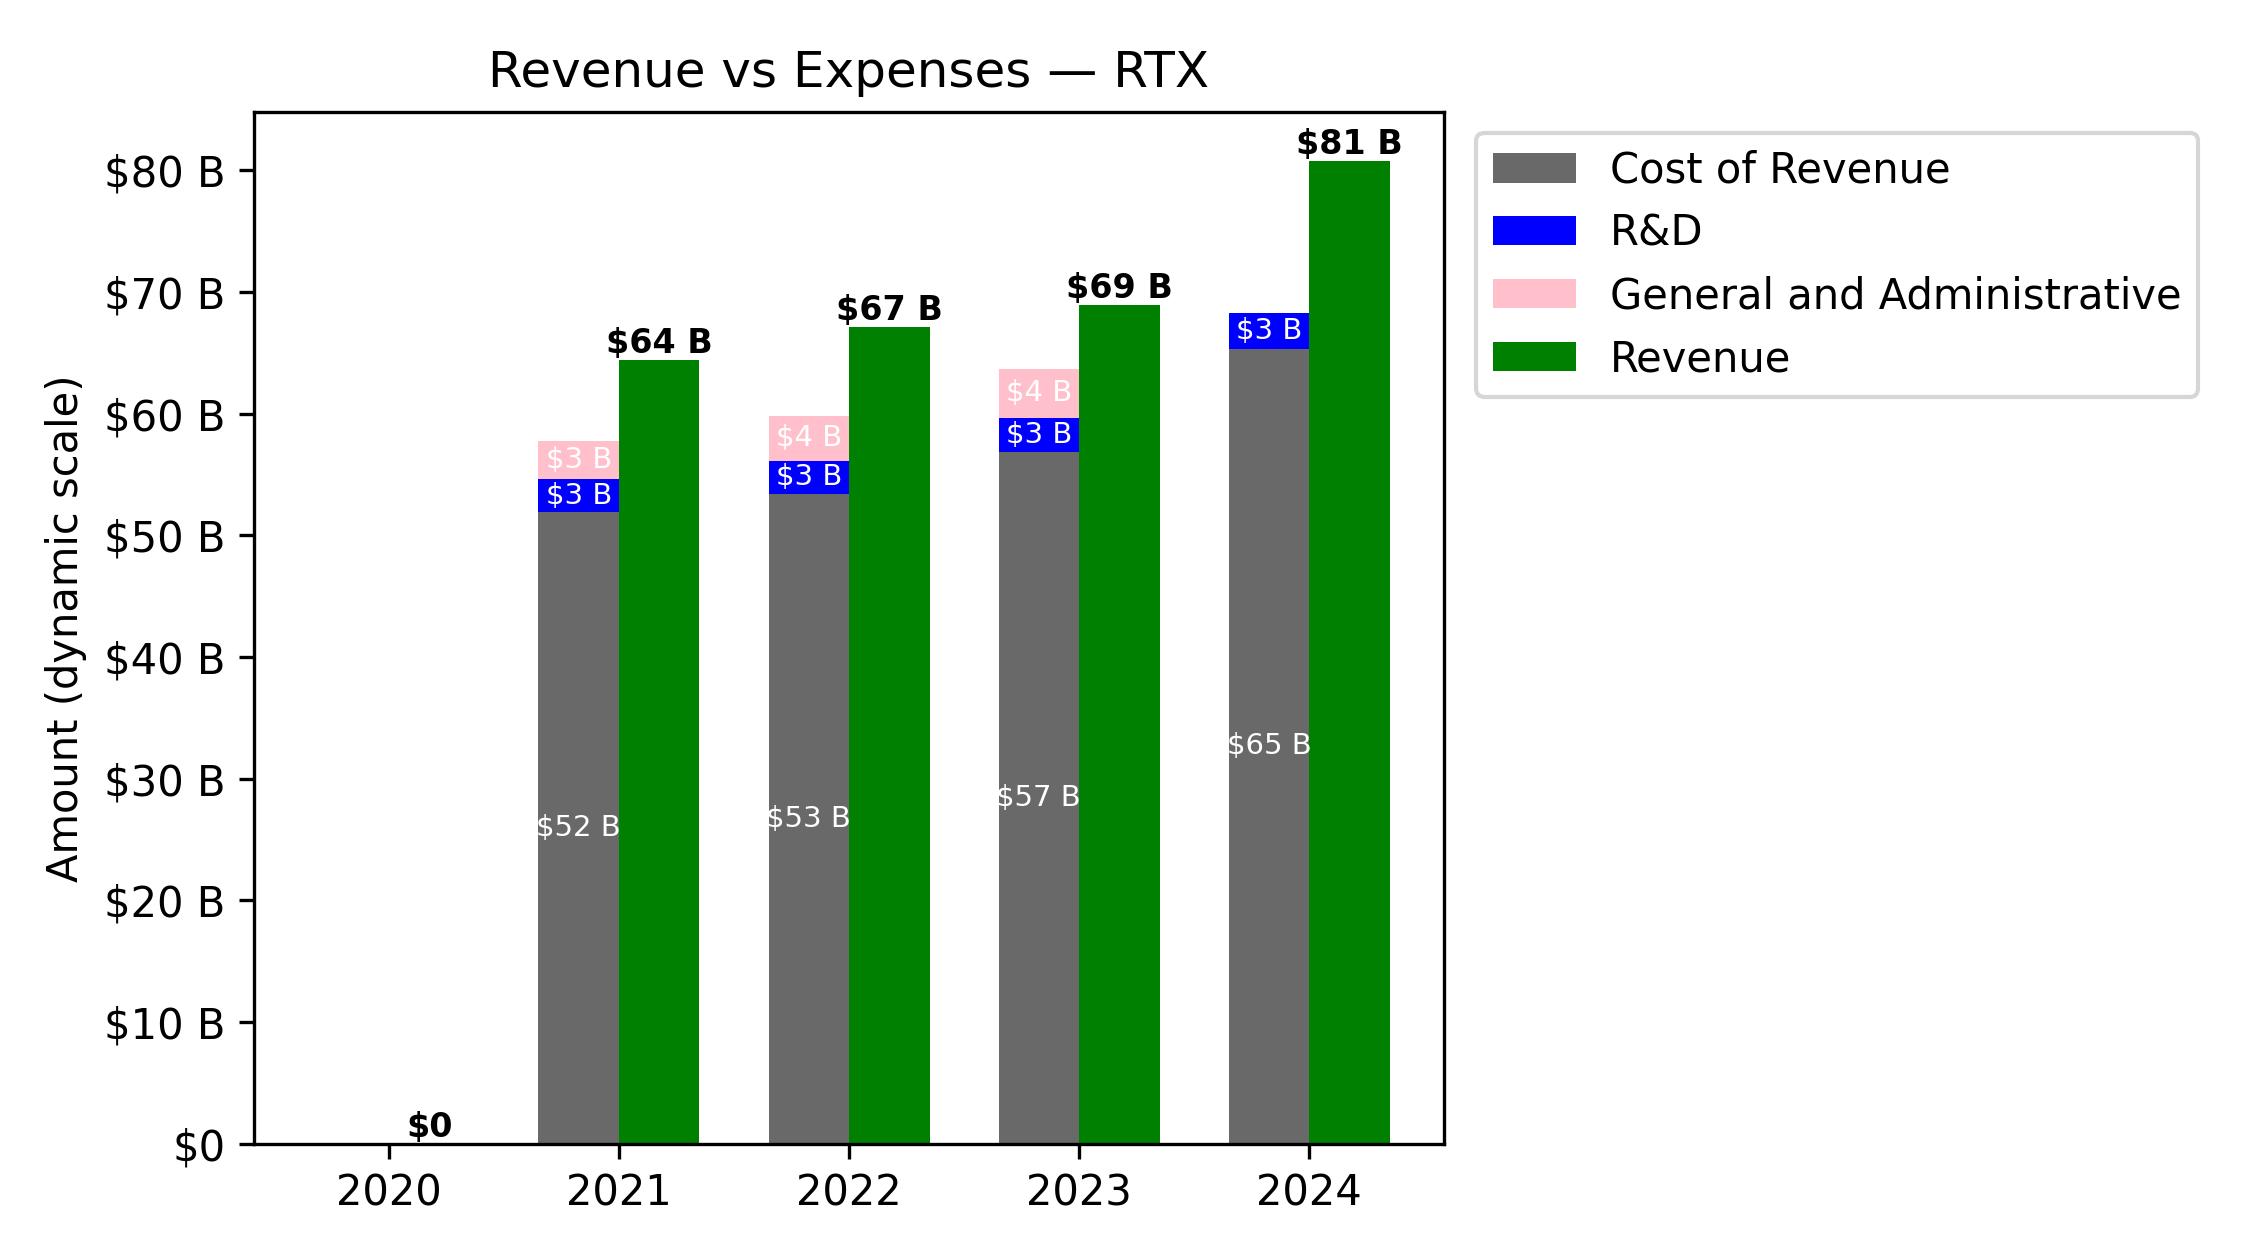 Revenue vs Expenses — RTX
Amount (dynamic scale)
$80 B
$70 B
$60 B
$50 B
$40 B
$30 B
$20 B
$10 B
$0
$0
$52 B
$3 B
$3 B
$64 B
$53 B
$3 B
$4 B
$67 B
$57 B
$3 B
$4 B
$69 B
$65 B
$3 B
$81 B
2020 2021 2022 2023 2024
Cost of Revenue
R&D
General and Administrative
Revenue